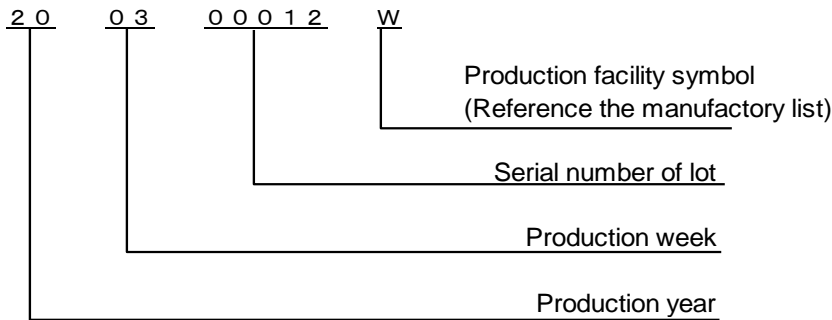 ２０ ０３ ０００１２ W
Production facility symbol
(Reference the manufactory list)
Serial number of lot
Production week
Production year